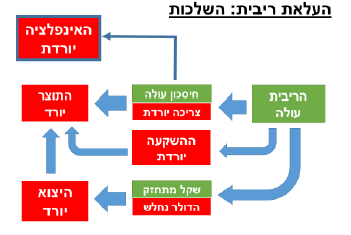 העלאת ריבית: השלכות
האינפלציה
יורדת
הריבית
עולה
חיסכון עולה
צריכה יורדת
התוצר
יורד
ההשקעה
יורדת
שקל מתחזק
הדולר נחלש
היצוא
יורד